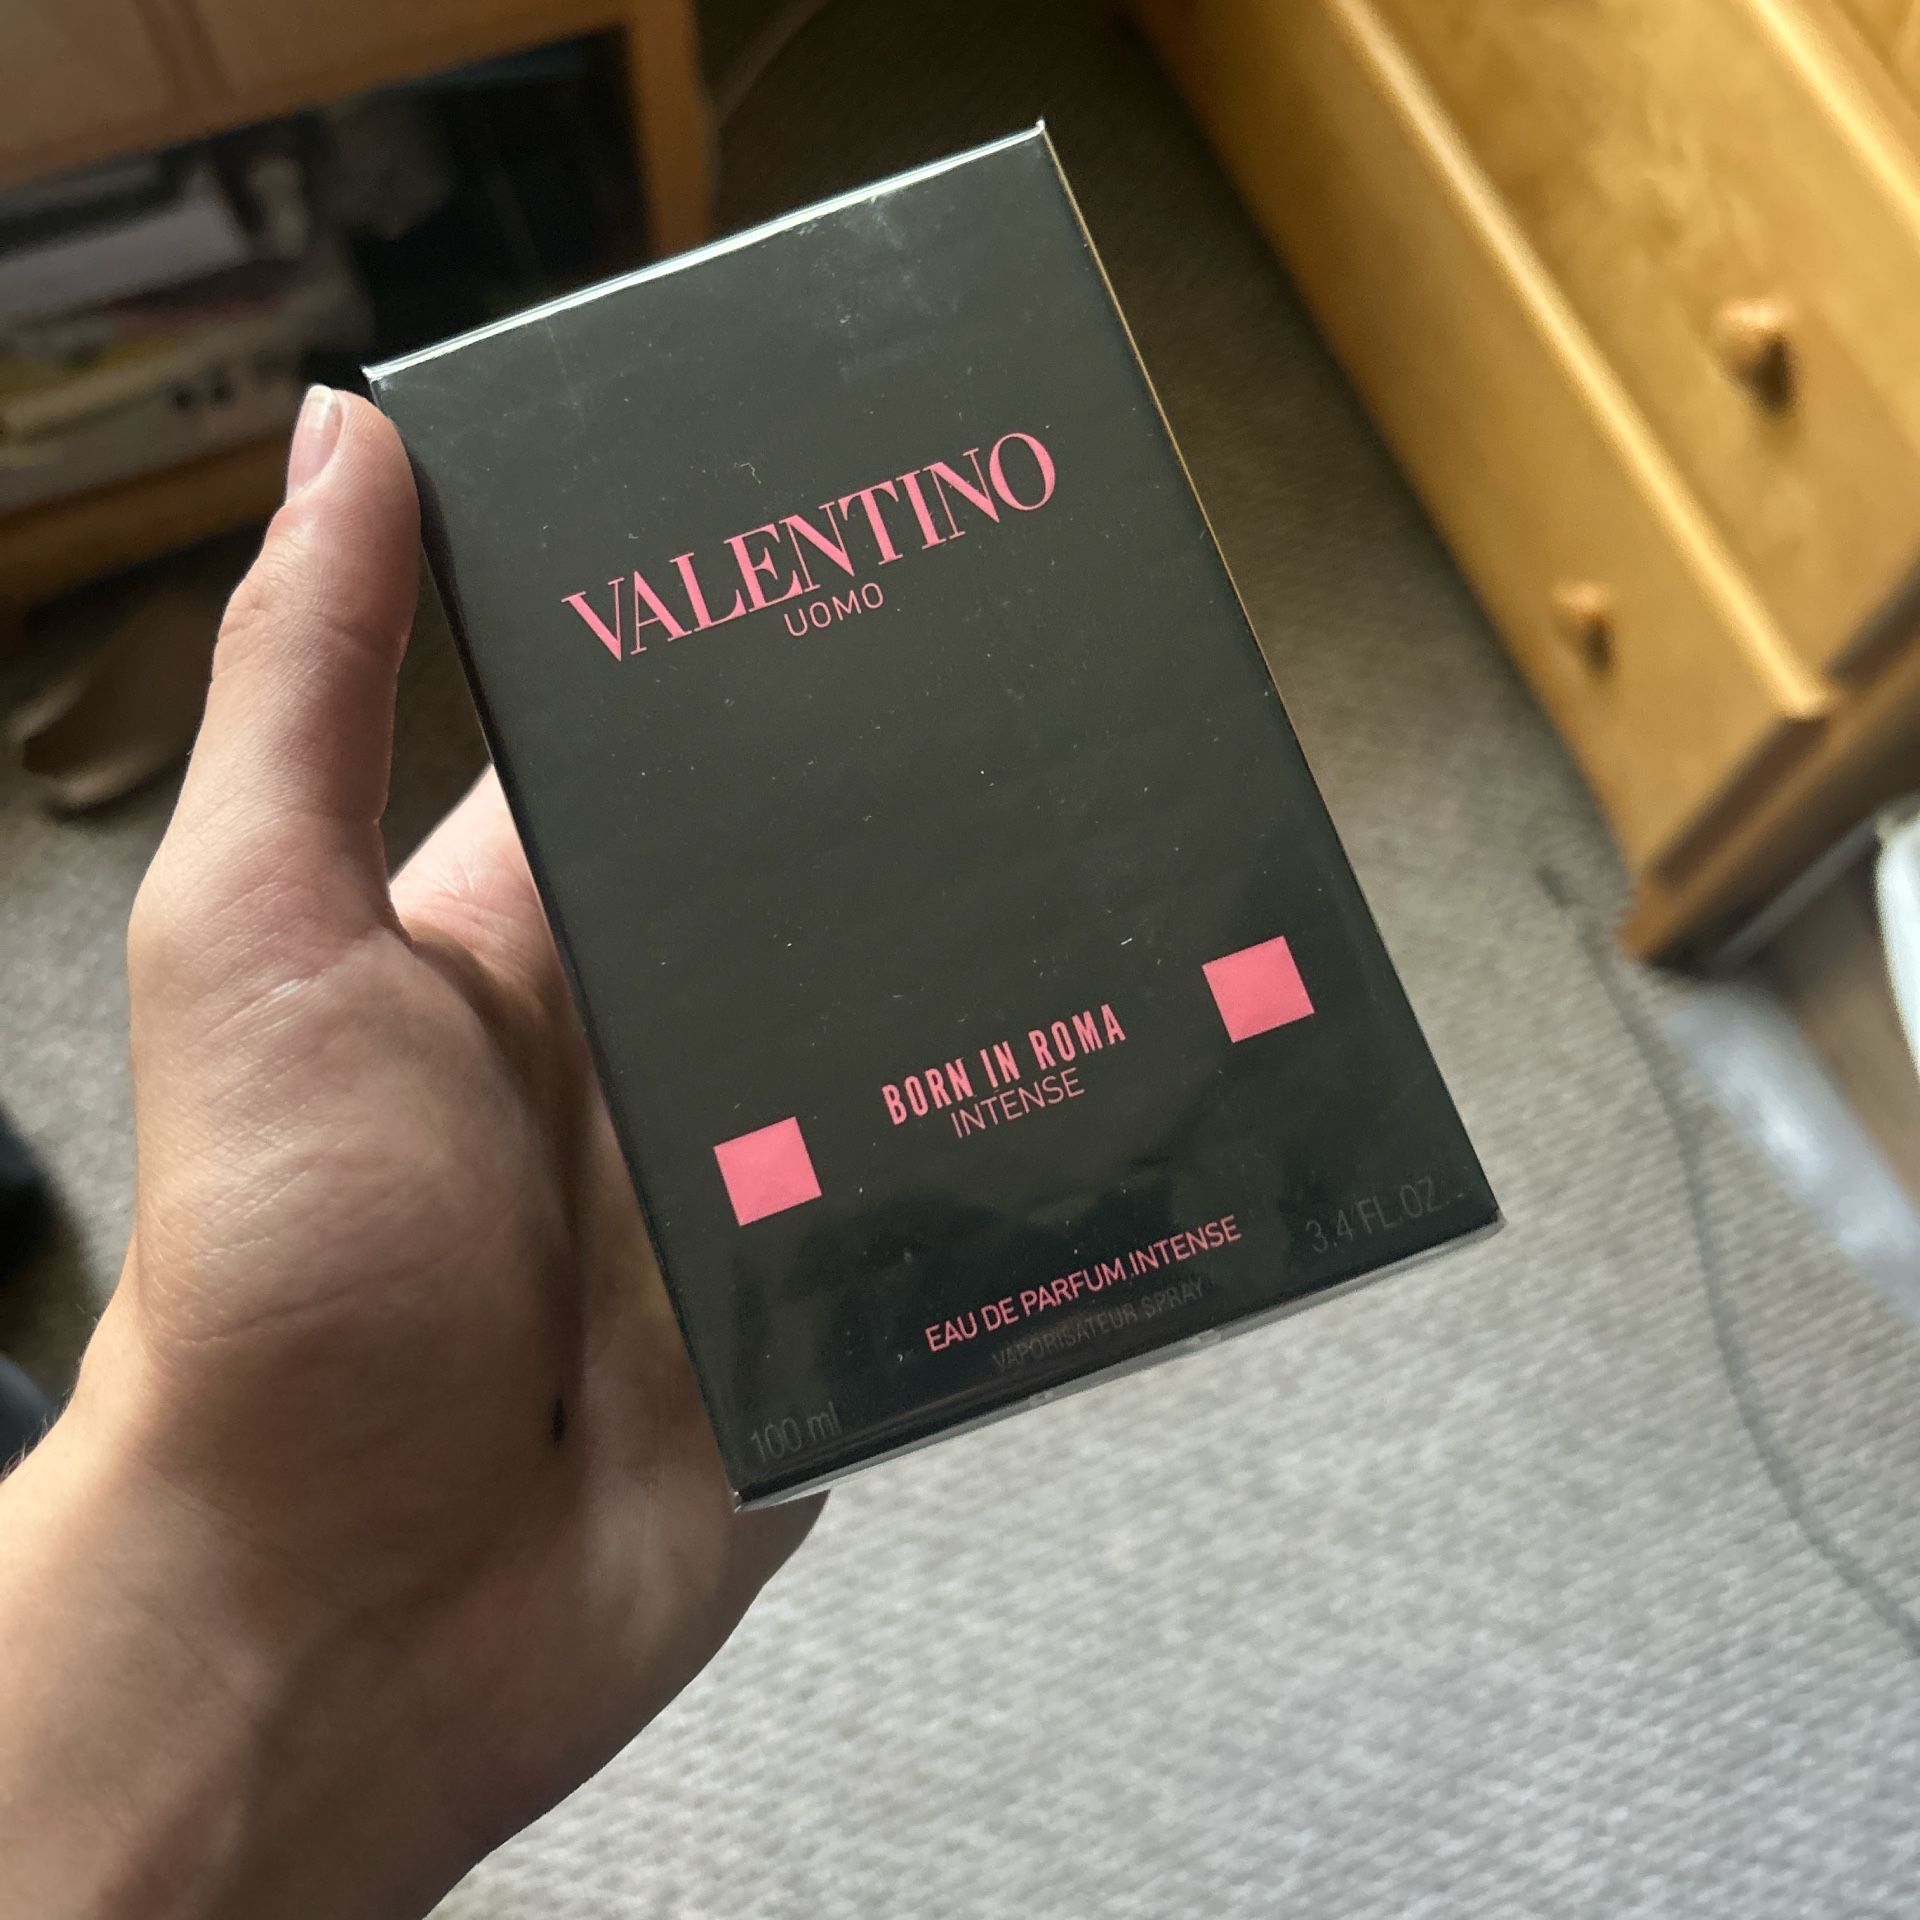 VALENTINO
UOMO
BORN IN ROMA
INTENSE
EAU DE PARFUM INTENSE
VAPORISATEUR SPRAY
100 ml
3.4 FL.OZ.